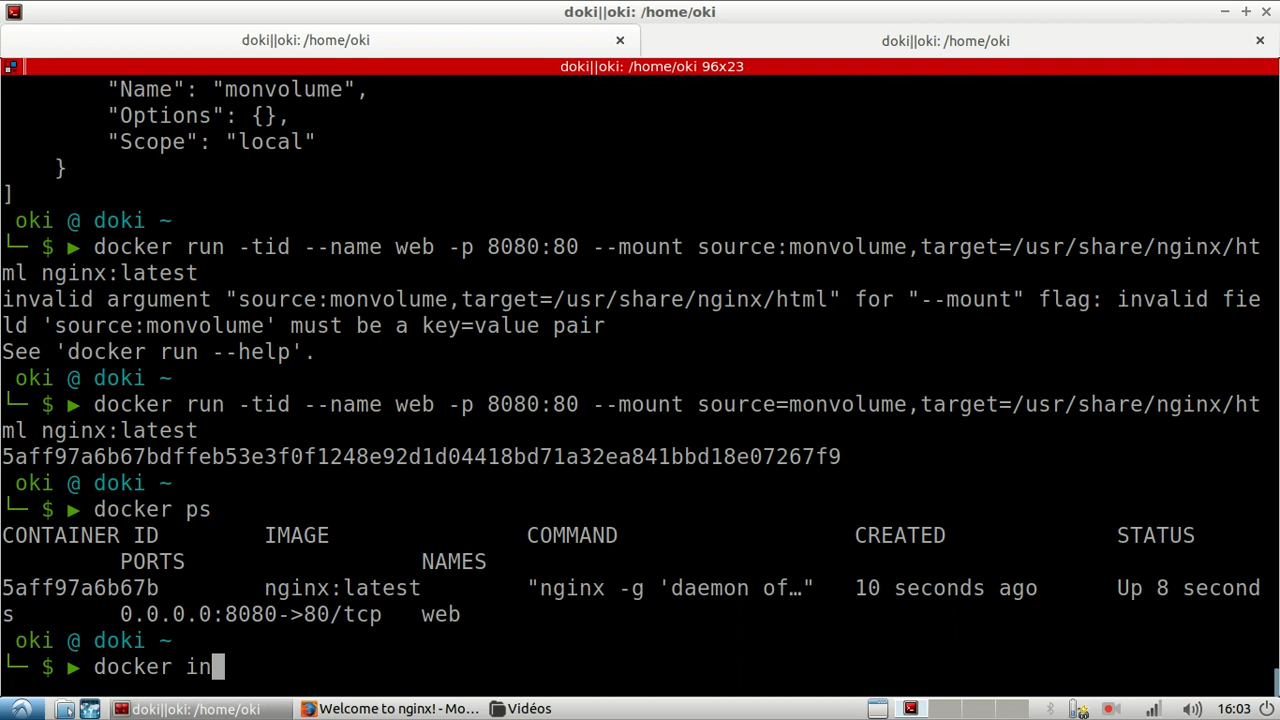 doki||oki: /home/oki
doki||oki: /home/oki
doki||oki: /home/oki
doki||oki: /home/oki 96x23
        "Name": "monvolume",
        "Options": {},
        "Scope": "local"
    }
]
oki @ doki ~
└─ $ ▶ docker run -tid --name web -p 8080:80 --mount source:monvolume,target=/usr/share/nginx/ht
ml nginx:latest
invalid argument "source:monvolume,target=/usr/share/nginx/html" for "--mount" flag: invalid fie
ld 'source:monvolume' must be a key=value pair
See 'docker run --help'.
oki @ doki ~
└─ $ ▶ docker run -tid --name web -p 8080:80 --mount source=monvolume,target=/usr/share/nginx/ht
ml nginx:latest
5aff97a6b67bdffeb53e3f0f1248e92d1d04418bd71a32ea841bbd18e07267f9
oki @ doki ~
└─ $ ▶ docker ps
CONTAINER ID        IMAGE               COMMAND                  CREATED             STATUS
         PORTS                  NAMES
5aff97a6b67b        nginx:latest        "nginx -g 'daemon of…"   10 seconds ago      Up 8 second
s        0.0.0.0:8080->80/tcp   web
oki @ doki ~
└─ $ ▶ docker in
doki||oki: /home/oki
Welcome to nginx! - Mo...
Vidéos
16:03